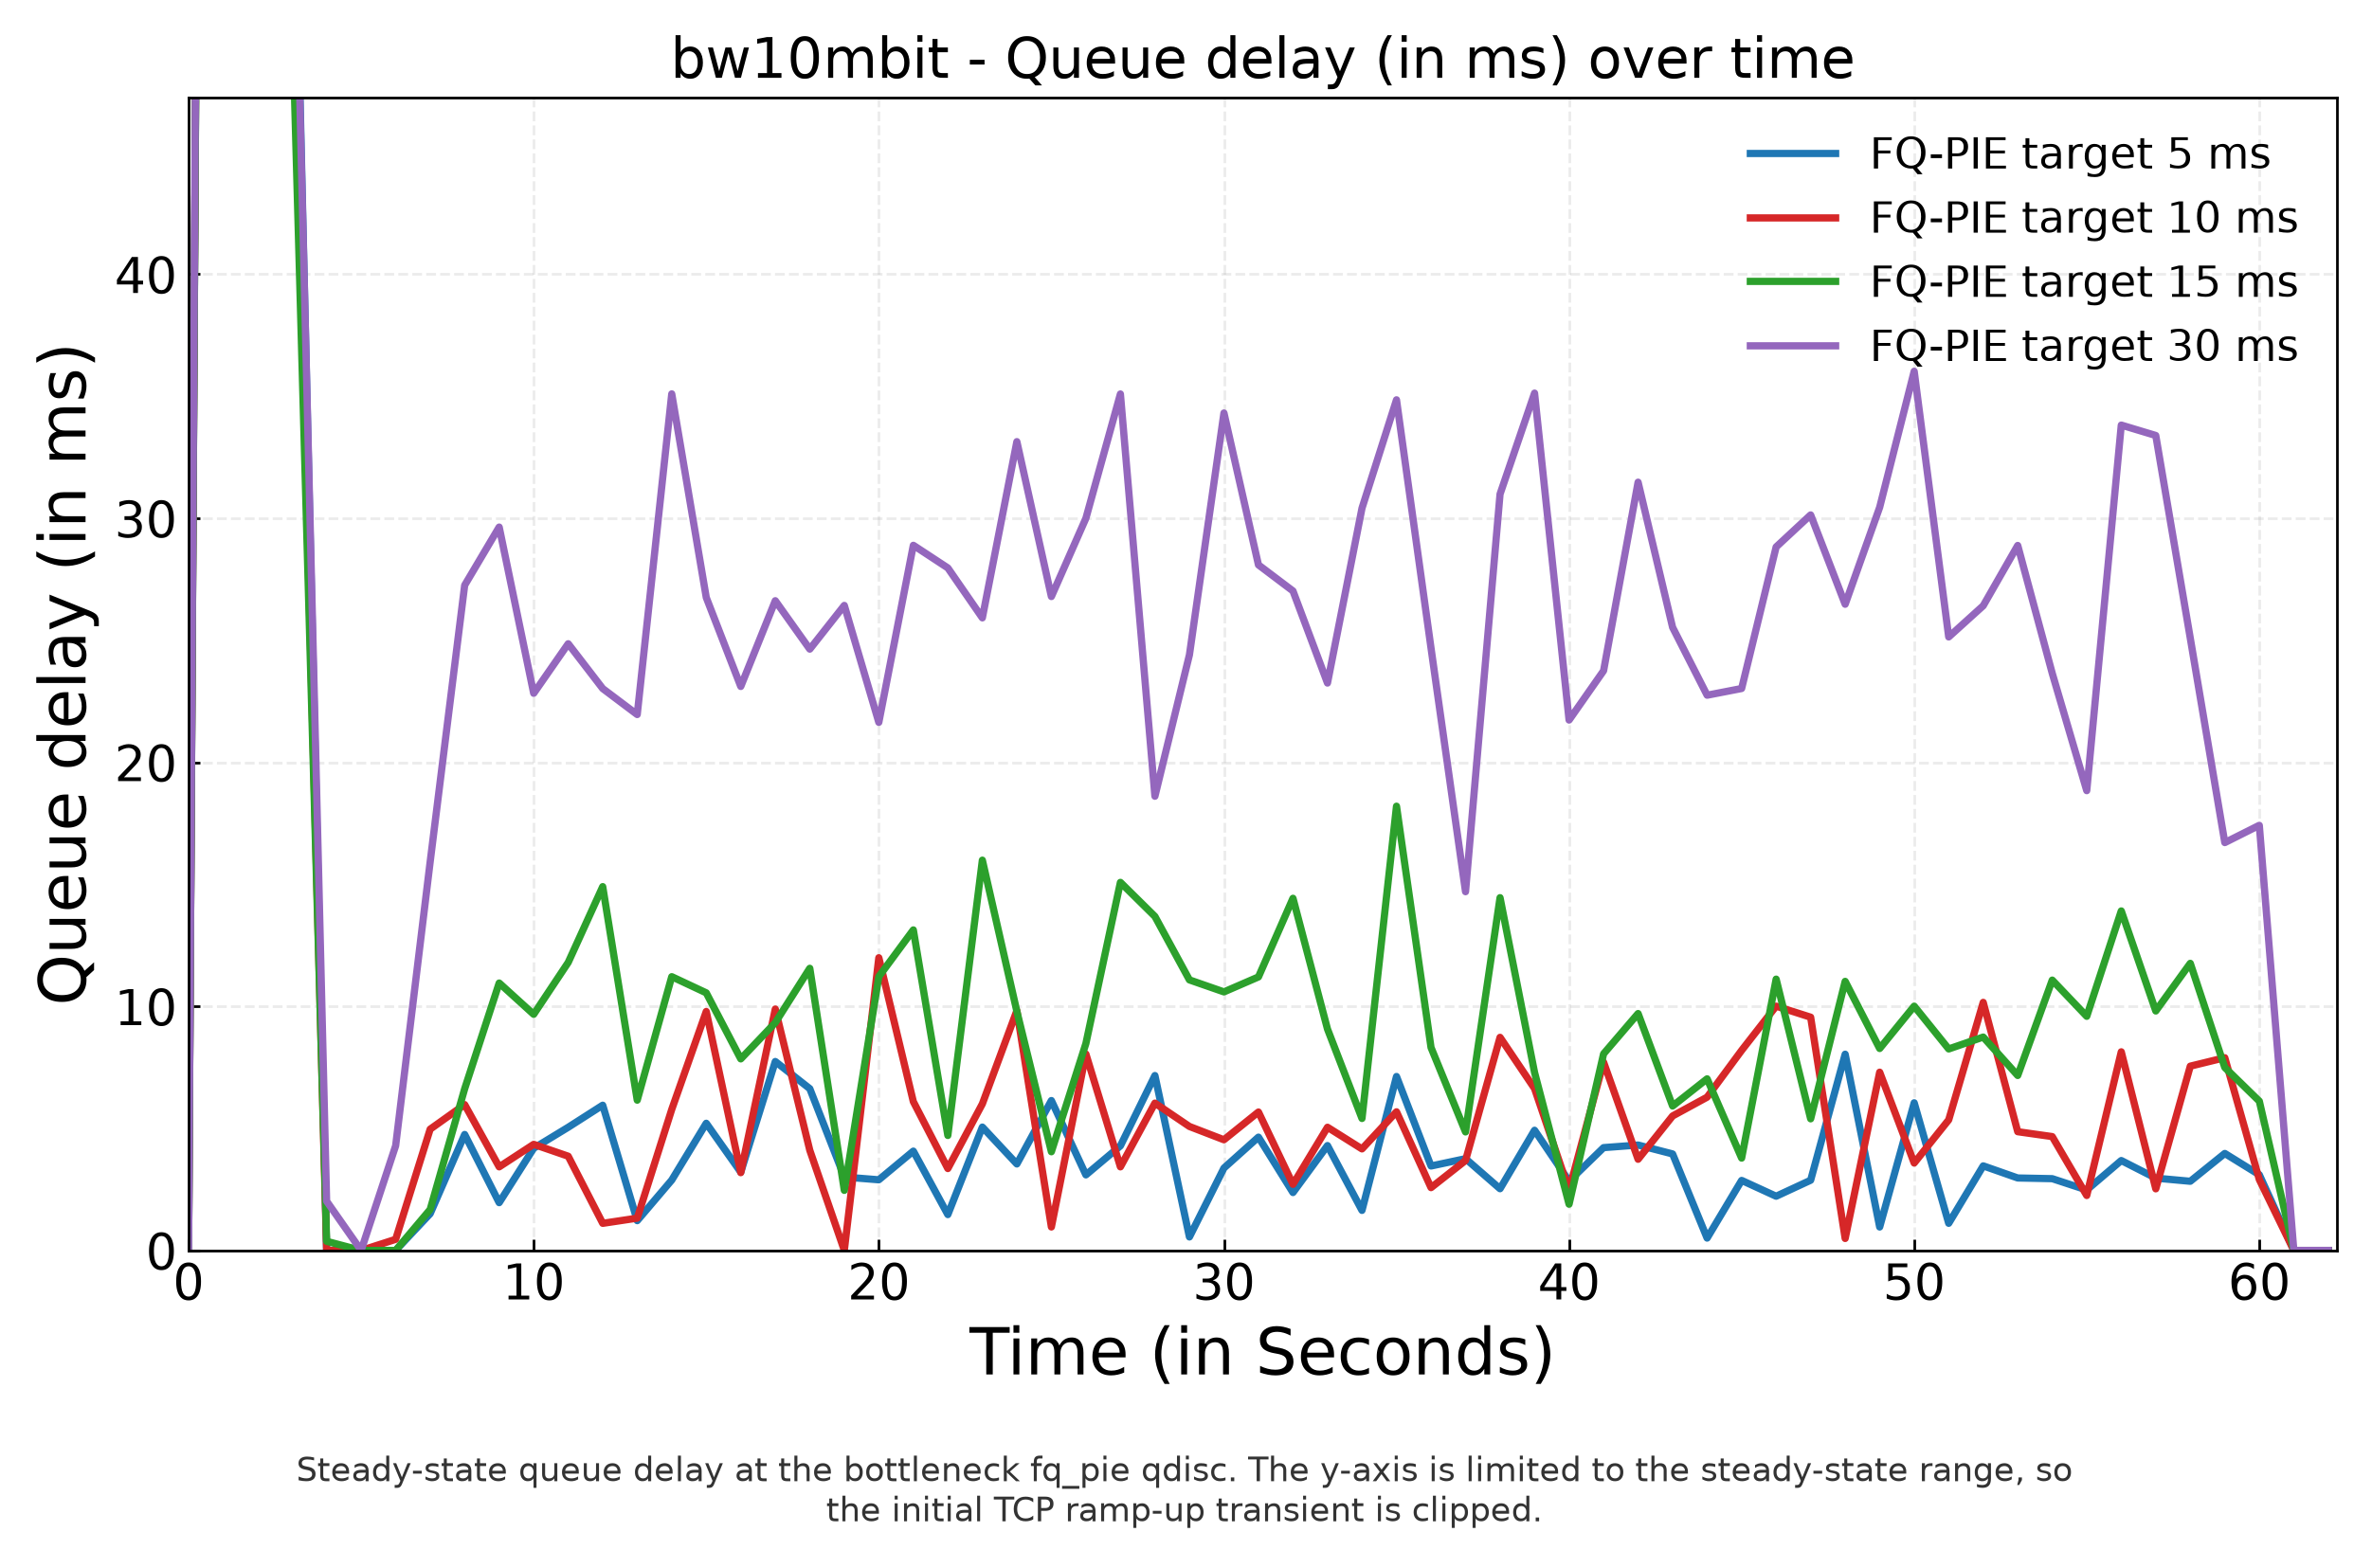 bw10mbit - Queue delay (in ms) over time
FQ-PIE target 5 ms
FQ-PIE target 10 ms
FQ-PIE target 15 ms
FQ-PIE target 30 ms
Queue delay (in ms)
40
30
20
10
0
0 10 20 30 40 50 60
Time (in Seconds)
Steady-state queue delay at the bottleneck fq_pie qdisc. The y-axis is limited to the steady-state range, so
the initial TCP ramp-up transient is clipped.